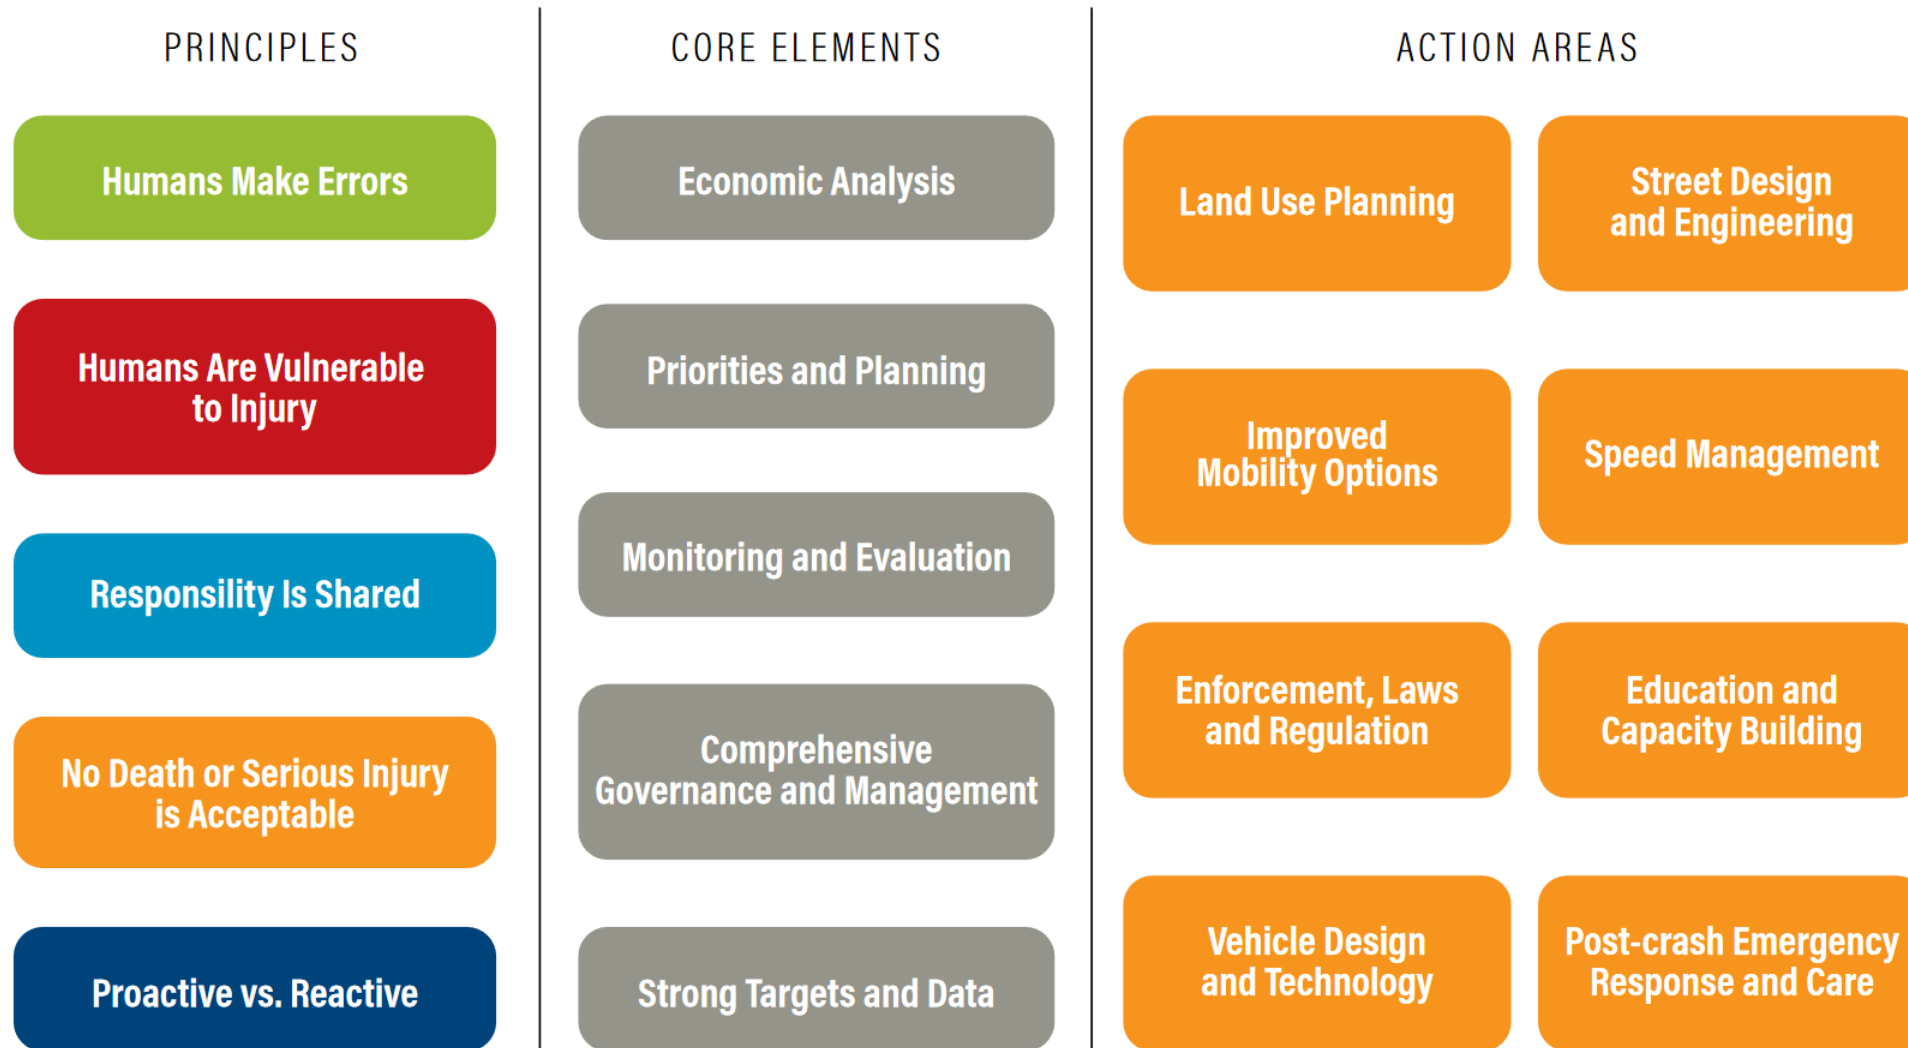 PRINCIPLES
Humans Make Errors
Humans Are Vulnerable
to Injury
Responsility Is Shared
No Death or Serious Injury
is Acceptable
Proactive vs. Reactive
CORE ELEMENTS
Economic Analysis
Priorities and Planning
Monitoring and Evaluation
Comprehensive
Governance and Management
Strong Targets and Data
ACTION AREAS
Land Use Planning
Street Design
and Engineering
Improved
Mobility Options
Speed Management
Enforcement, Laws
and Regulation
Education and
Capacity Building
Vehicle Design
and Technology
Post-crash Emergency
Response and Care